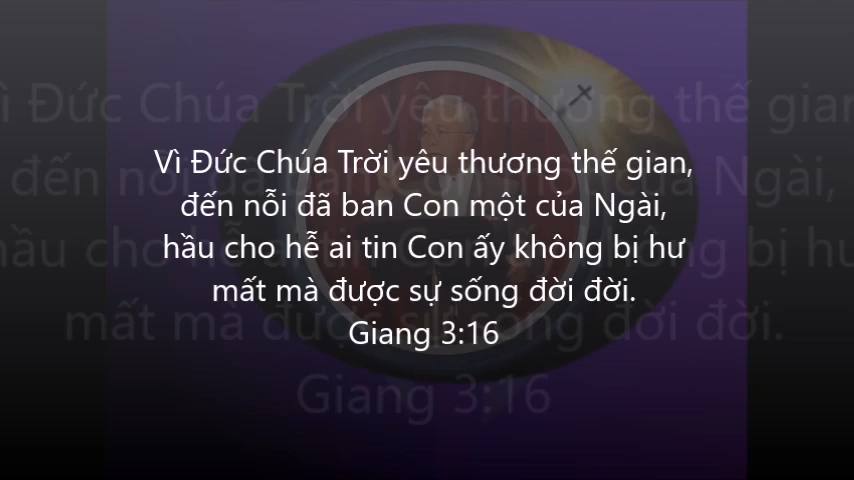 Vì Đức Chúa Trời yêu thương thế gian,
đến nỗi đã ban Con một của Ngài,
hầu cho hễ ai tin Con ấy không bị hư
mất mà được sự sống đời đời.
Giang 3:16